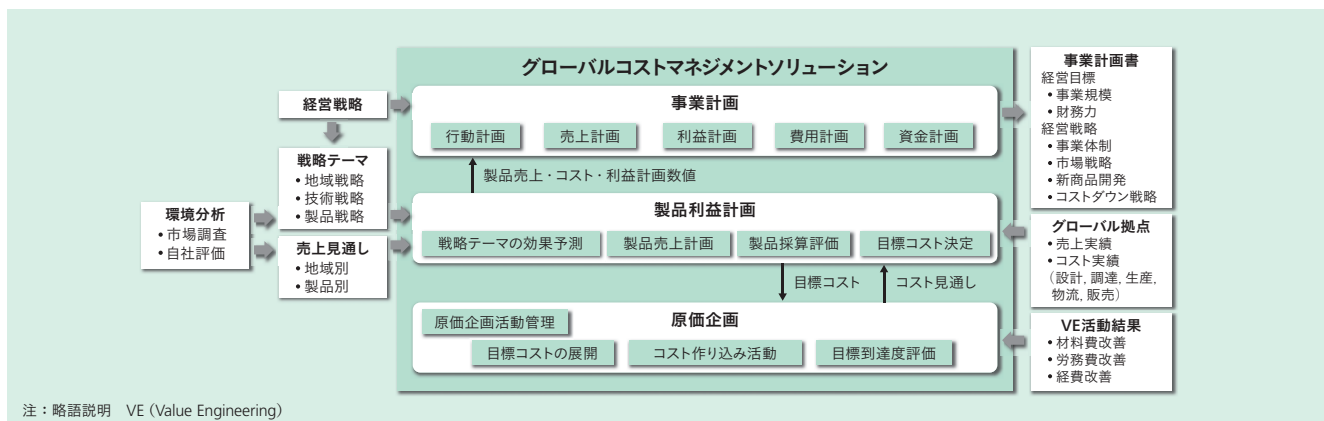 グローバルコストマネジメントソリューション
経営戦略
戦略テーマ
• 地域戦略
• 技術戦略
• 製品戦略
環境分析
• 市場調査
• 自社評価
売上見通し
• 地域別
• 製品別
事業計画
行動計画
売上計画
利益計画
費用計画
資金計画
製品売上・コスト・利益計画数値
製品利益計画
戦略テーマの効果予測
製品売上計画
製品採算評価
目標コスト決定
目標コスト
コスト見通し
原価企画活動管理
原価企画
目標コストの展開
コスト作り込み活動
目標到達度評価
事業計画書
経営目標
• 事業規模
• 財務力
経営戦略
• 事業体制
• 市場戦略
• 新商品開発
• コストダウン戦略
グローバル拠点
• 売上実績
• コスト実績
(設計, 調達, 生産,
物流, 販売)
VE活動結果
• 材料費改善
• 労務費改善
• 経費改善
注：略語説明　VE (Value Engineering)